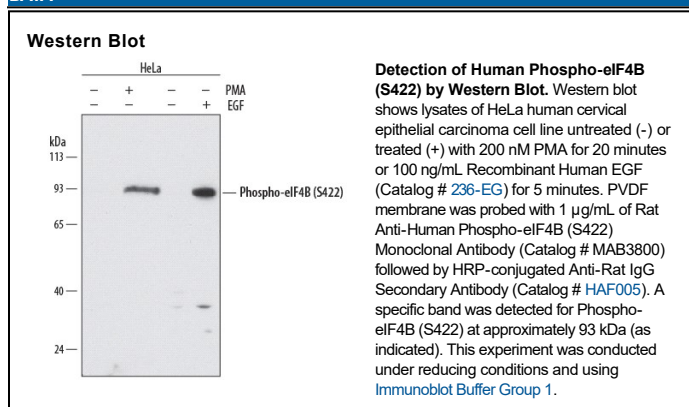 Western Blot
HeLa
– + – – PMA
– – – + EGF
kDa
113
93
Phospho-eIF4B (S422)
65
40
24
Detection of Human Phospho-eIF4B
(S422) by Western Blot. Western blot
shows lysates of HeLa human cervical
epithelial carcinoma cell line untreated (-) or
treated (+) with 200 nM PMA for 20 minutes
or 100 ng/mL Recombinant Human EGF
(Catalog # 236-EG) for 5 minutes. PVDF
membrane was probed with 1 µg/mL of Rat
Anti-Human Phospho-eIF4B (S422)
Monoclonal Antibody (Catalog # MAB3800)
followed by HRP-conjugated Anti-Rat IgG
Secondary Antibody (Catalog # HAF005). A
specific band was detected for Phospho-
eIF4B (S422) at approximately 93 kDa (as
indicated). This experiment was conducted
under reducing conditions and using
Immunoblot Buffer Group 1.